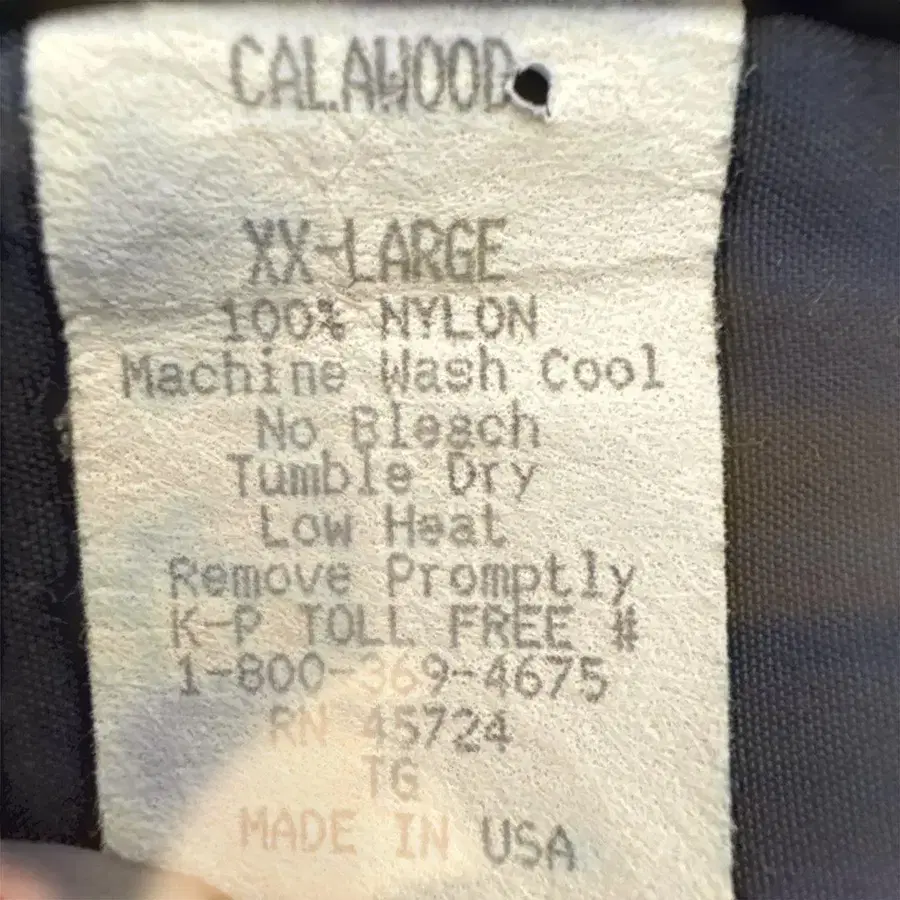 CALAWOOD
XX-LARGE
100% NYLON
Machine Wash Cool
No Bleach
Tumble Dry
Low Heat
Remove Promptly
K-P TOLL FREE #
1-800-369-4675
RN 45724
TG
MADE IN USA